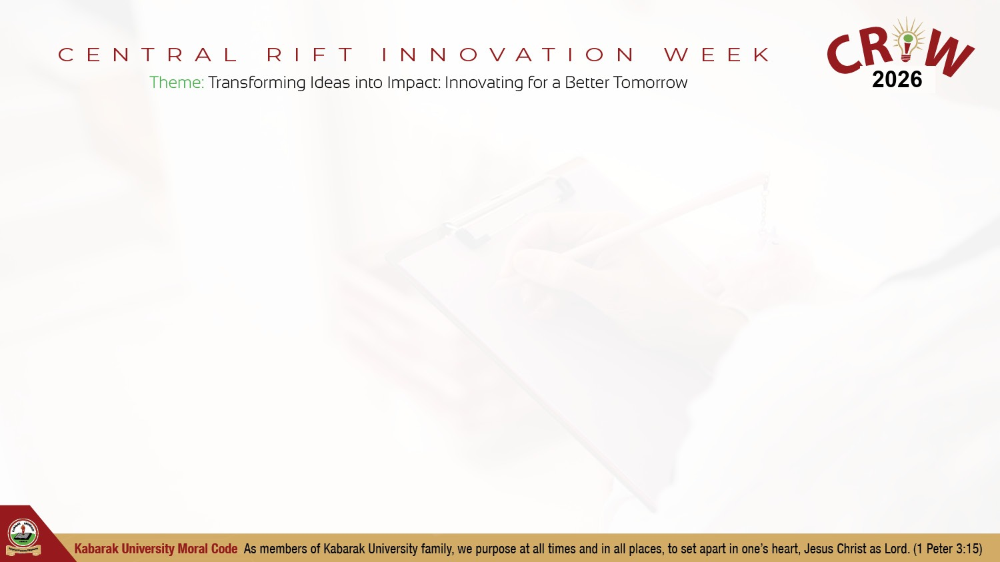 CENTRAL RIFT INNOVATION WEEK
Theme: Transforming Ideas into Impact: Innovating for a Better Tomorrow
CRIW
2026
Kabarak University Moral Code As members of Kabarak University family, we purpose at all times and in all places, to set apart in one’s heart, Jesus Christ as Lord. (1 Peter 3:15)